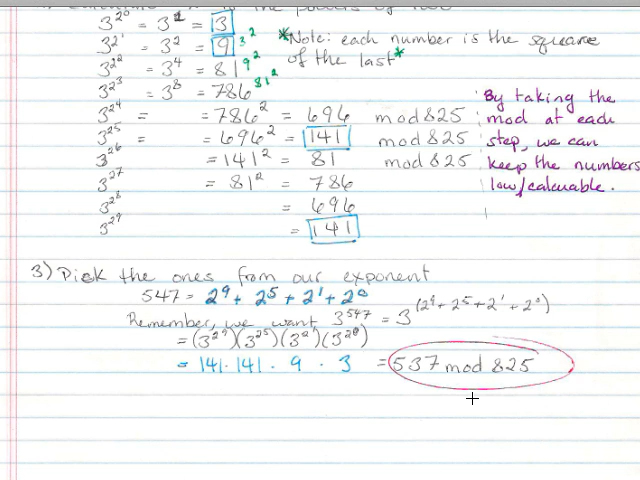 3^2^0 = 3^1 = 3
3^2^1 = 3^2 = 9 3^2
*Note: each number is the square of the last*
3^2^2 = 3^4 = 81 9^2
3^2^3 = 3^8 = 786 81^2
3^2^4 = = 786^2 = 696 mod 825
3^2^5 = = 696^2 = 141 mod 825
3^2^6 = 141^2 = 81 mod 825
3^2^7 = 81^2 = 786
3^2^8 = 696
3^2^9 = 141
By taking the
mod at each
step, we can
keep the numbers
low/calculable.
3) Pick the ones from our exponent
547 = 2^9 + 2^5 + 2^1 + 2^0
Remember, we want 3^547 = 3^(2^9 + 2^5 + 2^1 + 2^0)
= (3^2^9)(3^2^5)(3^2^1)(3^2^0)
= 141 · 141 · 9 · 3 = 537 mod 825